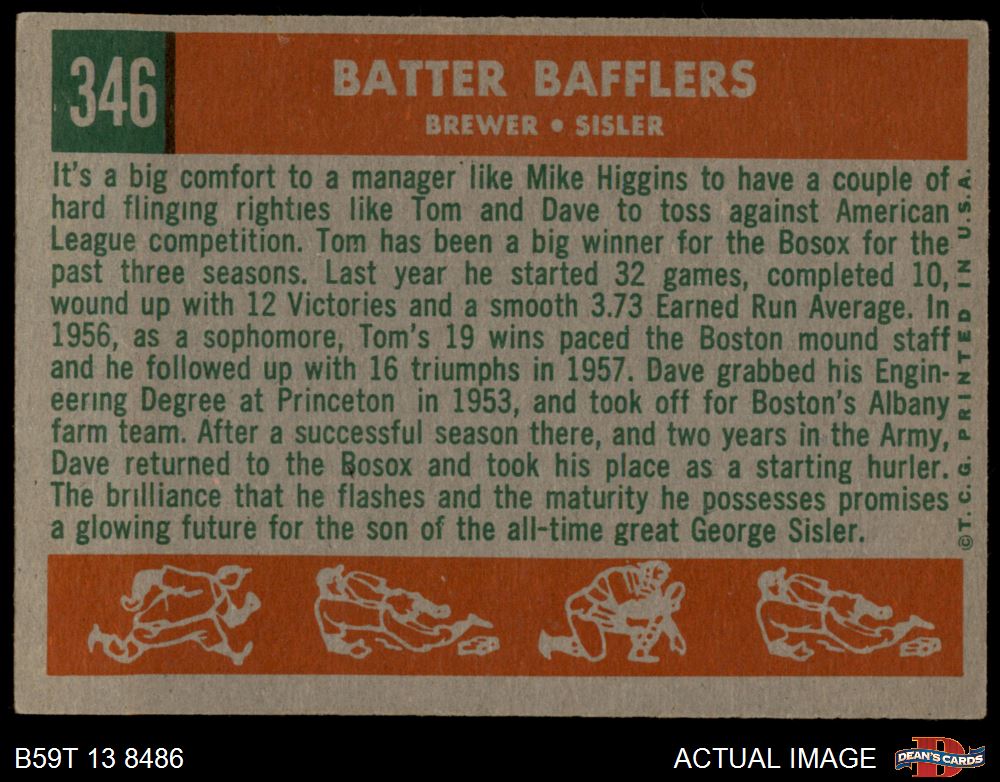 346
BATTER BAFFLERS
BREWER • SISLER
It's a big comfort to a manager like Mike Higgins to have a couple of
hard flinging righties like Tom and Dave to toss against American
League competition. Tom has been a big winner for the Bosox for the
past three seasons. Last year he started 32 games, completed 10,
wound up with 12 Victories and a smooth 3.73 Earned Run Average. In
1956, as a sophomore, Tom's 19 wins paced the Boston mound staff
and he followed up with 16 triumphs in 1957. Dave grabbed his Engin-
eering Degree at Princeton in 1953, and took off for Boston's Albany
farm team. After a successful season there, and two years in the Army,
Dave returned to the Bosox and took his place as a starting hurler.
The brilliance that he flashes and the maturity he possesses promises
a glowing future for the son of the all-time great George Sisler.
©T.C.G. PRINTED IN U.S.A.
B59T 13 8486
ACTUAL IMAGE
D
DEAN'S CARDS